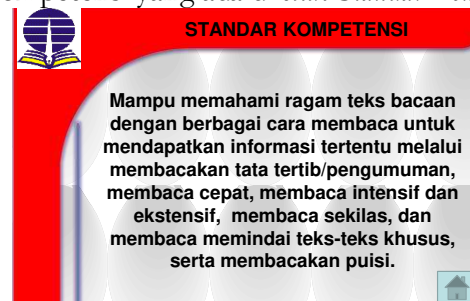 STANDAR KOMPETENSI
Mampu memahami ragam teks bacaan
dengan berbagai cara membaca untuk
mendapatkan informasi tertentu melalui
membacakan tata tertib/pengumuman,
membaca cepat, membaca intensif dan
ekstensif, membaca sekilas, dan
membaca memindai teks-teks khusus,
serta membacakan puisi.